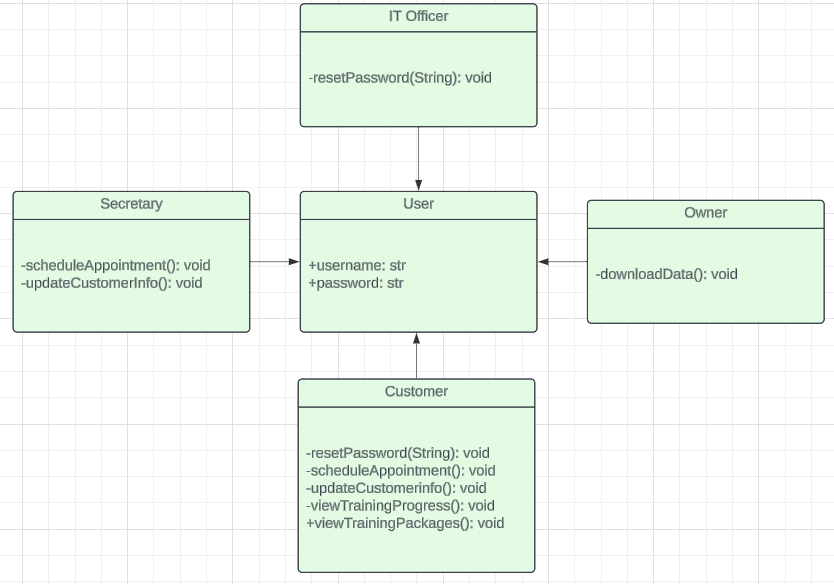 IT Officer
-resetPassword(String): void
Secretary
-scheduleAppointment(): void
-updateCustomerInfo(): void
User
+username: str
+password: str
Owner
-downloadData(): void
Customer
-resetPassword(String): void
-scheduleAppointment(): void
-updateCustomerinfo(): void
-viewTrainingProgress(): void
+viewTrainingPackages(): void